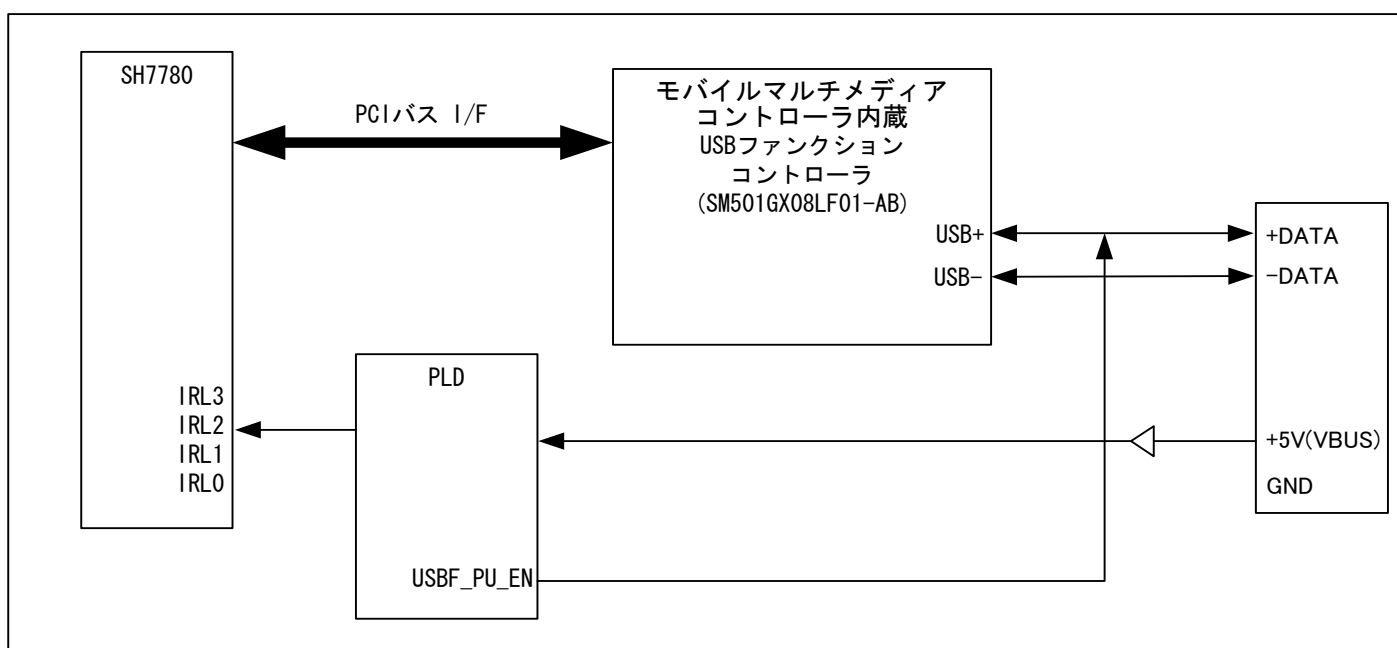 SH7780
PCIバス I/F
モバイルマルチメディア
コントローラ内蔵
USBファンクション
コントローラ
(SM501GX08LF01-AB)
USB+
USB-
+DATA
-DATA
+5V(VBUS)
GND
PLD
IRL3
IRL2
IRL1
IRL0
USBF_PU_EN